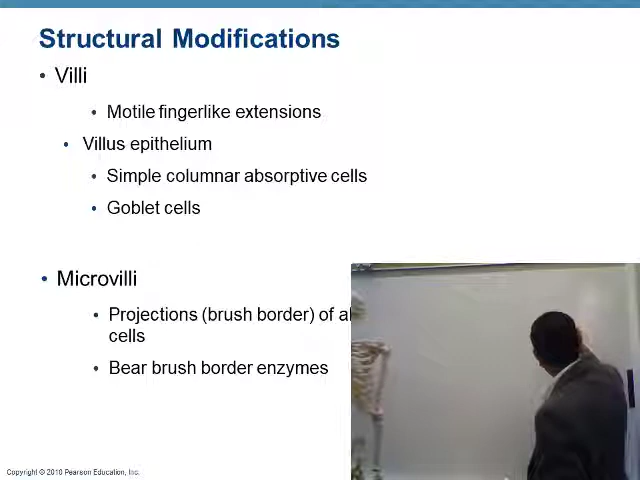 Structural Modifications
• Villi
• Motile fingerlike extensions
• Villus epithelium
• Simple columnar absorptive cells
• Goblet cells
• Microvilli
• Projections (brush border) of a
cells
• Bear brush border enzymes
Copyright © 2010 Pearson Education, Inc.